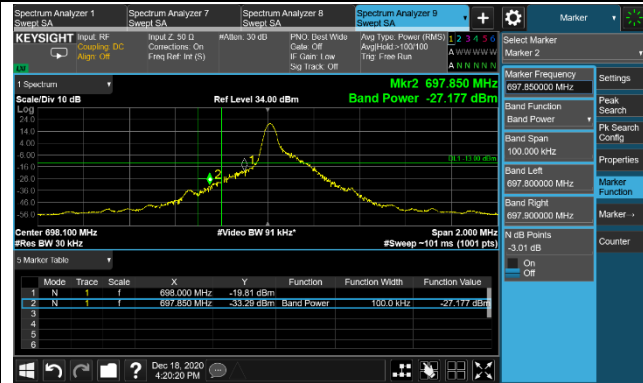 Spectrum Analyzer 1
Swept SA
Spectrum Analyzer 7
Swept SA
Spectrum Analyzer 8
Swept SA
Spectrum Analyzer 9
Swept SA
+
Marker
KEYSIGHT
Input: RF
Coupling: DC
Align: Off
Input Z: 50 Ω
Corrections: On
Freq Ref: Int (S)
#Atten: 30 dB
PNO: Best Wide
Gate: Off
IF Gain: Low
Sig Track: Off
Avg Type: Power (RMS)
Avg|Hold:>100/100
Trig: Free Run
1 2 3 4 5 6
A W W W W W
A N N N N N
LXI
Select Marker
Marker 2
1 Spectrum
Mkr2 697.850 MHz
Scale/Div 10 dB
Ref Level 34.00 dBm
Band Power -27.177 dBm
Log
24.0
14.0
4.00
-6.00
-16.0
-26.0
-36.0
-46.0
-56.0
1
2
DL1 -13.00 dBm
Center 698.100 MHz
#Video BW 91 kHz*
Span 2.000 MHz
#Res BW 30 kHz
#Sweep ~101 ms (1001 pts)
5 Marker Table
Mode Trace Scale X Y Function Function Width Function Value
1 N 1 f 698.000 MHz -19.81 dBm
2 N 1 f 697.850 MHz -33.29 dBm Band Power 100.0 kHz -27.177 dBm
3
4
5
6
Marker Frequency
697.850000 MHz
Band Function
Band Power
Band Span
100.000 kHz
Band Left
697.800000 MHz
Band Right
697.900000 MHz
N dB Points
-3.01 dB
On
Off
Settings
Peak
Search
Pk Search
Config
Properties
Marker
Function
Marker→
Counter
?
Dec 18, 2020
4:20:20 PM